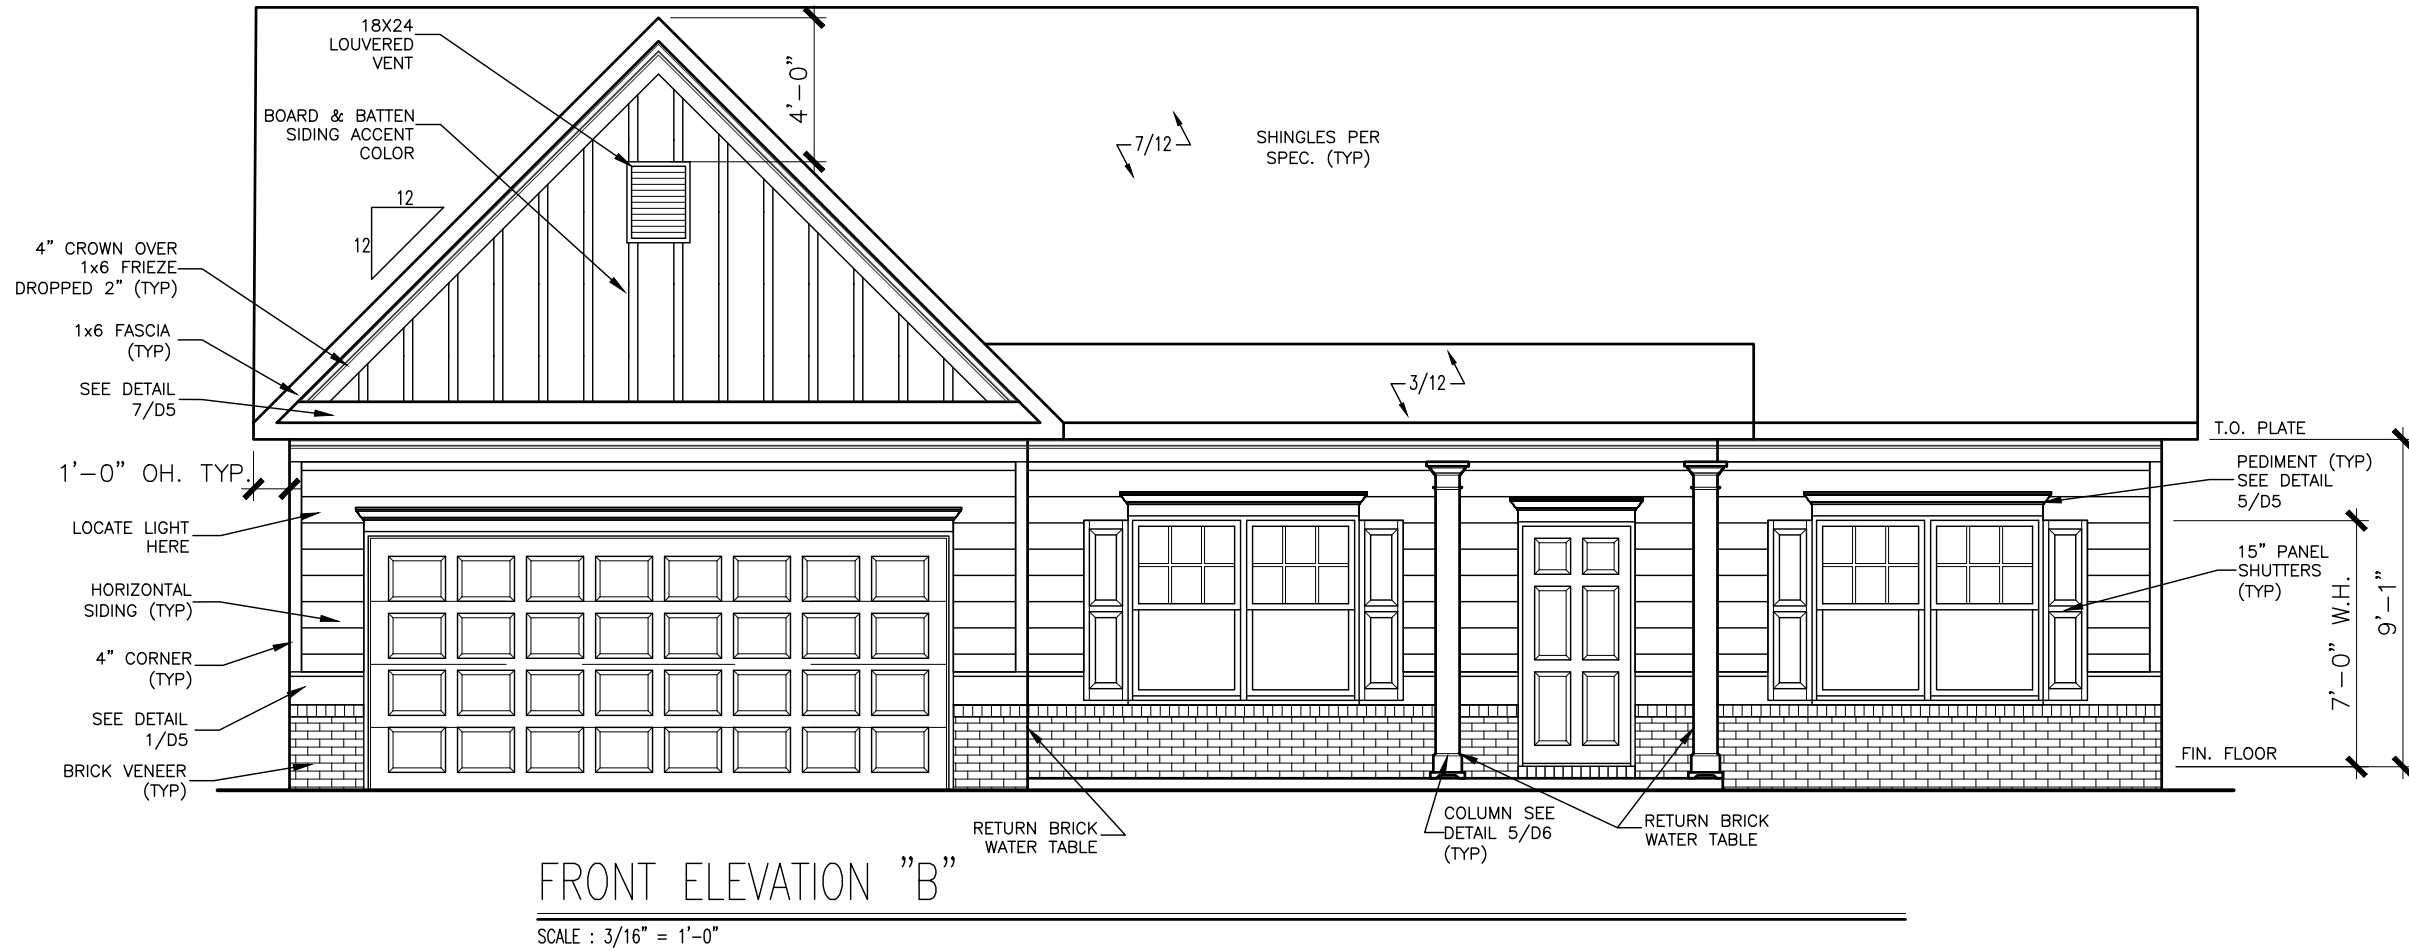 18X24
LOUVERED
VENT
BOARD & BATTEN
SIDING ACCENT
COLOR
12
12
4" CROWN OVER
1x6 FRIEZE
DROPPED 2" (TYP)
1x6 FASCIA
(TYP)
SEE DETAIL
7/D5
1'-0" OH. TYP.
LOCATE LIGHT
HERE
HORIZONTAL
SIDING (TYP)
4" CORNER
(TYP)
SEE DETAIL
1/D5
BRICK VENEER
(TYP)
4'-0"
7/12
SHINGLES PER
SPEC. (TYP)
3/12
T.O. PLATE
PEDIMENT (TYP)
SEE DETAIL
5/D5
15" PANEL
SHUTTERS
(TYP)
7'-0" W.H.
9'-1"
FIN. FLOOR
RETURN BRICK
WATER TABLE
COLUMN SEE
DETAIL 5/D6
(TYP)
RETURN BRICK
WATER TABLE
FRONT ELEVATION "B"
SCALE : 3/16" = 1'-0"